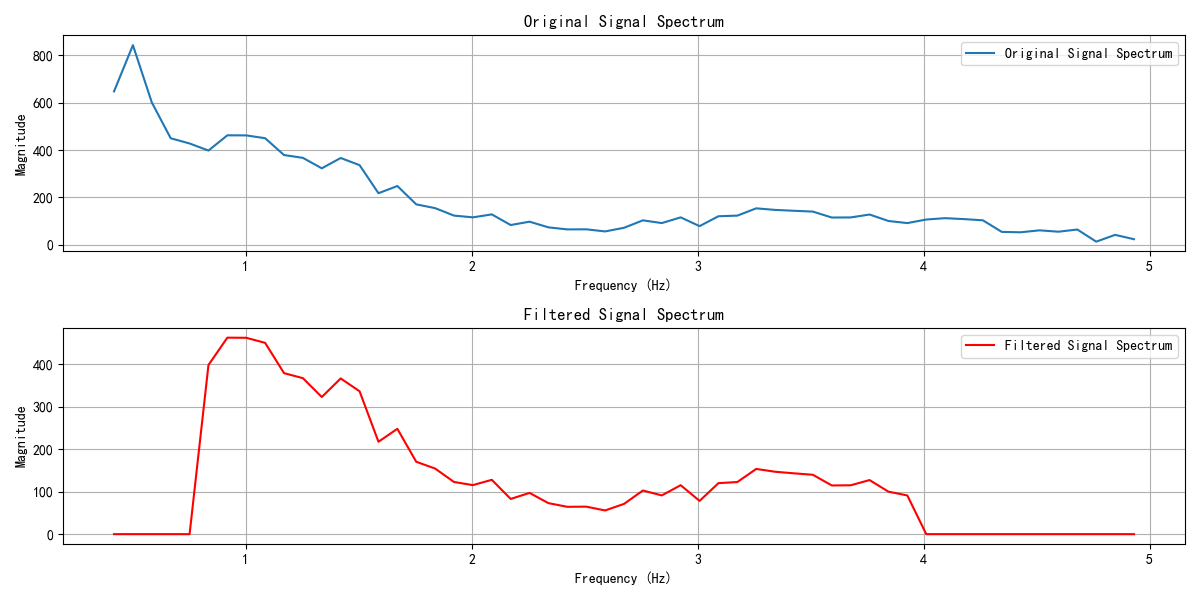 Original Signal Spectrum
Original Signal Spectrum
800
600
400
200
0
Magnitude
1 2 3 4 5
Frequency (Hz)
Filtered Signal Spectrum
Filtered Signal Spectrum
400
300
200
100
0
Magnitude
1 2 3 4 5
Frequency (Hz)